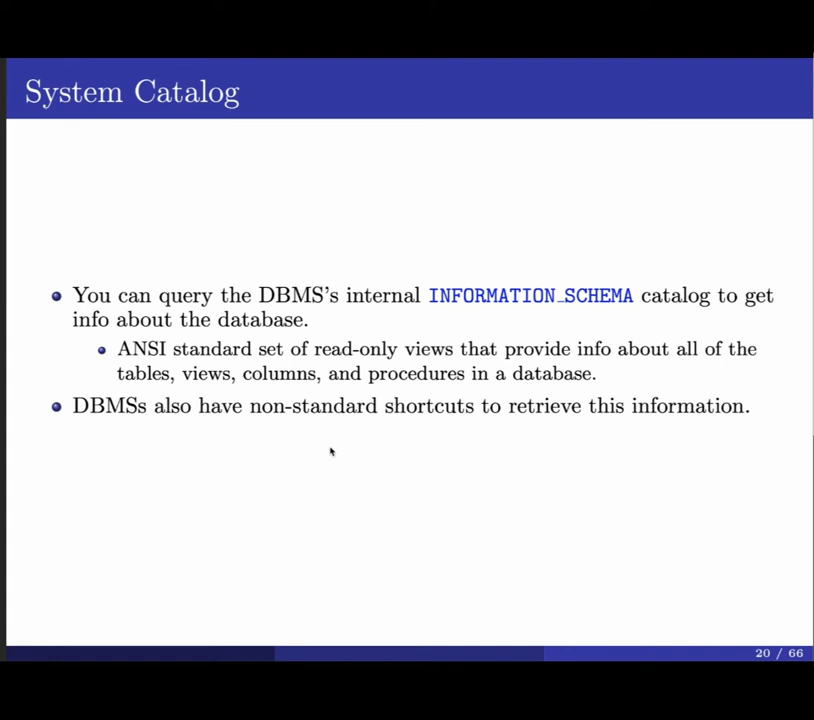 System Catalog
You can query the DBMS's internal INFORMATION_SCHEMA catalog to get
info about the database.
ANSI standard set of read-only views that provide info about all of the
tables, views, columns, and procedures in a database.
DBMSs also have non-standard shortcuts to retrieve this information.
20 / 66